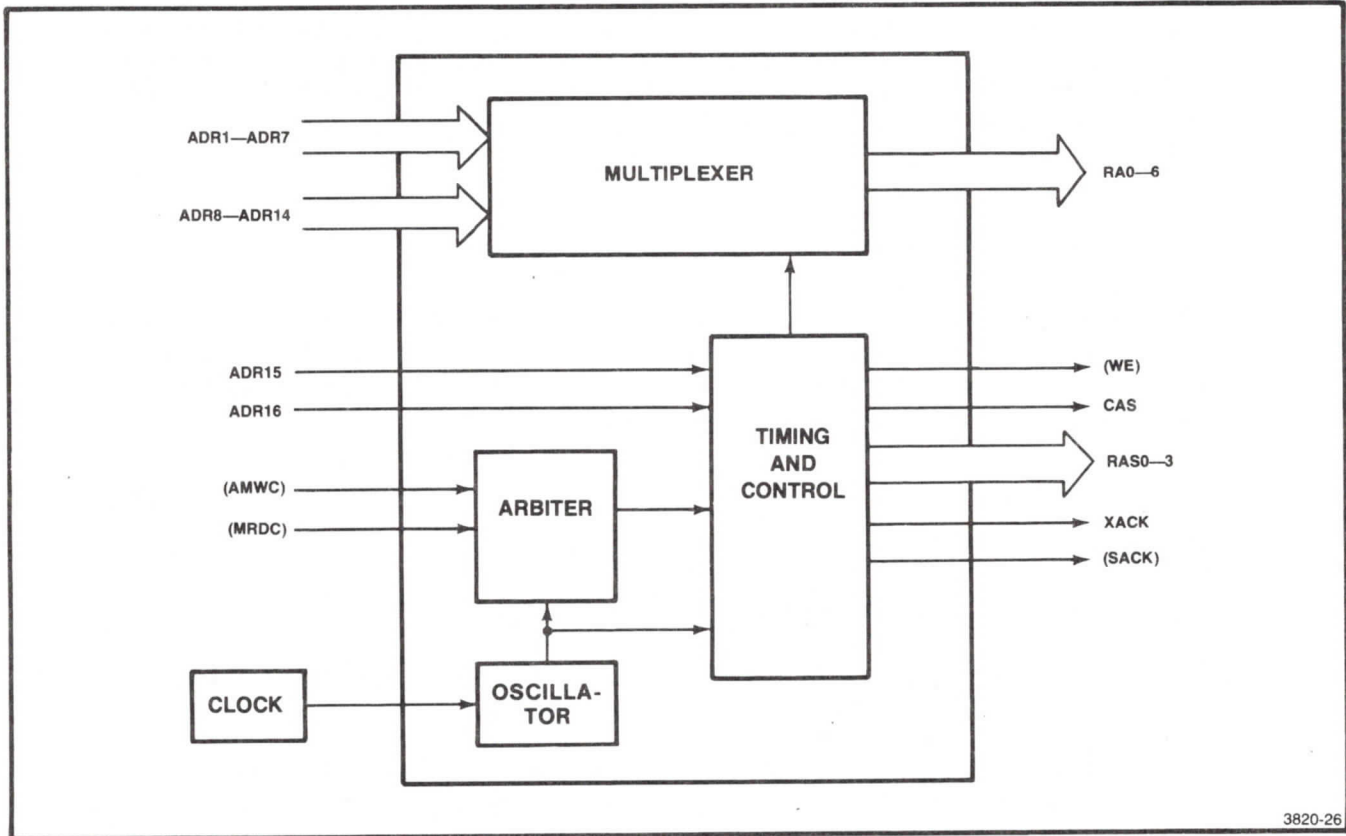 ADR1—ADR7
MULTIPLEXER
RA0—6
ADR8—ADR14
ADR15
(WE)
ADR16
CAS
TIMING
AND
CONTROL
RAS0—3
(AMWC)
ARBITER
(MRDC)
XACK
(SACK)
CLOCK
OSCILLA-
TOR
3820-26